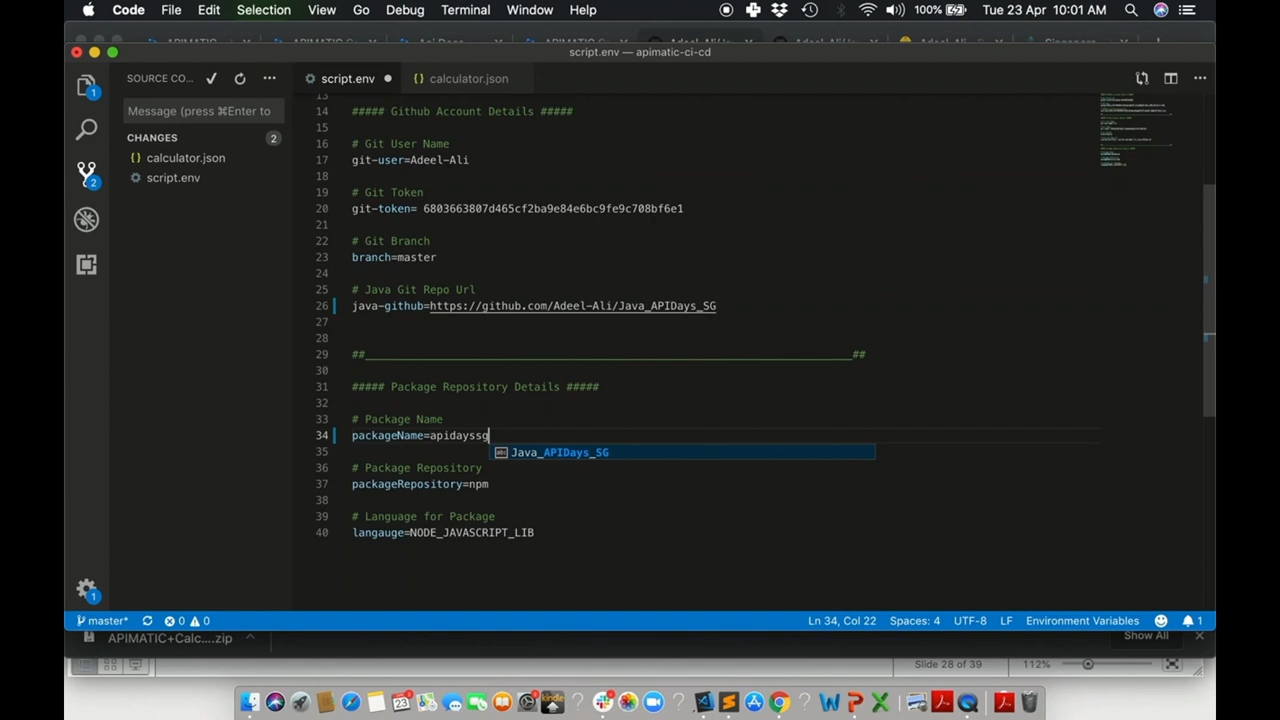 Code File Edit Selection View Go Debug Terminal Window Help 100% Tue 23 Apr 10:01 AM
script.env — apimatic-ci-cd
SOURCE CO...
script.env
calculator.json
Message (press ⌘Enter to
CHANGES 2
calculator.json
script.env
1
2
1
13
14 ##### Github Account Details #####
15
16 # Git User Name
17 git-user=Adeel-Ali
18
19 # Git Token
20 git-token= 6803663807d465cf2ba9e84e6bc9fe9c708bf6e1
21
22 # Git Branch
23 branch=master
24
25 # Java Git Repo Url
26 java-github=https://github.com/Adeel-Ali/Java_APIDays_SG
27
28
29 ##___________________________________________________________________________##
30
31 ##### Package Repository Details #####
32
33 # Package Name
34 packageName=apidayssg
Java_APIDays_SG
35
36 # Package Repository
37 packageRepository=npm
38
39 # Language for Package
40 langauge=NODE_JAVASCRIPT_LIB
master* 0 0 Ln 34, Col 22 Spaces: 4 UTF-8 LF Environment Variables 1
APIMATIC+Calc....zip Show All
Slide 28 of 39 112%
23
kindle